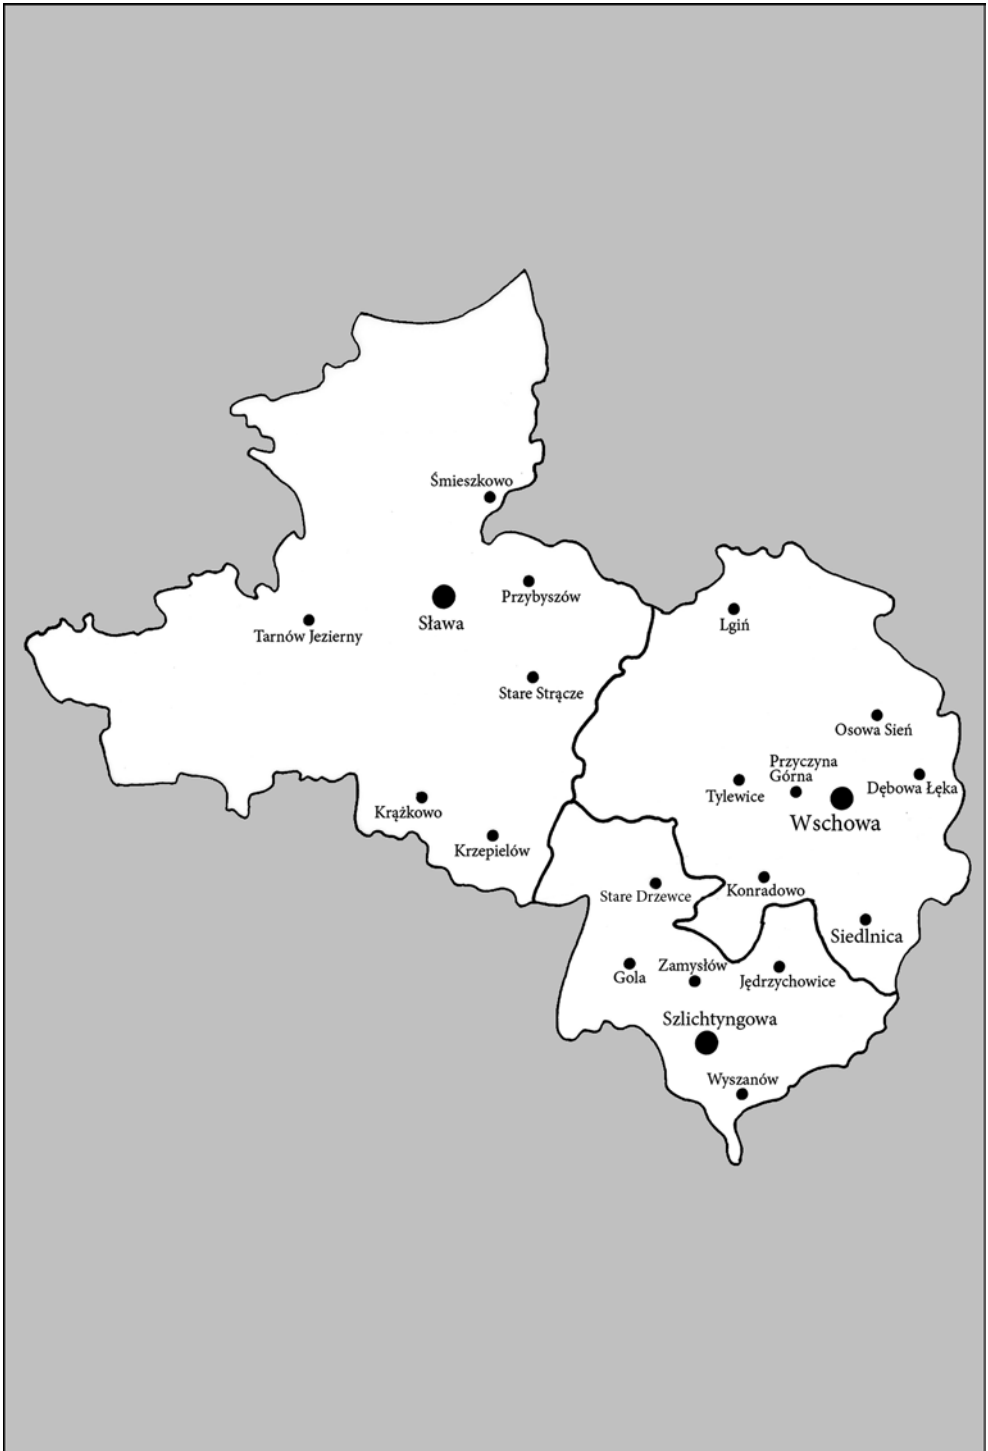 Śmieszkowo
Przybyszów
Sława
Lgiń
Tarnów Jezierny
Stare Strącze
Osowa Sień
Przyczyna
Górna
Dębowa Łęka
Tylewice
Krążkowo
Wschowa
Krzepielów
Konradowo
Stare Drzewce
Siedlnica
Zamysłów
Gola
Jędrzychowice
Szlichtyngowa
Wyszanów